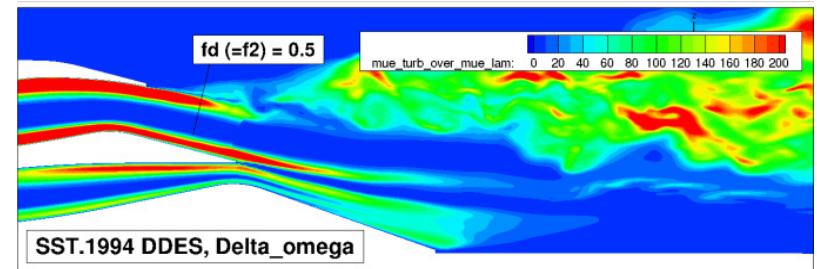 fd (=f2) = 0.5
mue_turb_over_mue_lam: 0 20 40 60 80 100 120 140 160 180 200
SST.1994 DDES, Delta_omega